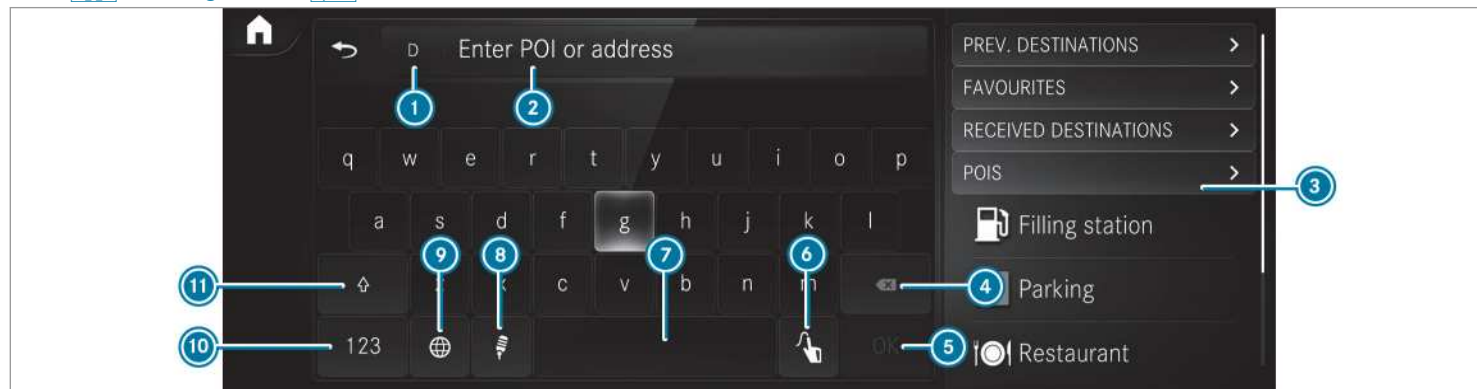 D Enter POI or address
1 2
q w e r t y u i o p
a s d f g h j k l
9 8 7 6
11 c v b n m 4
10 123 5 OK
PREV. DESTINATIONS >
FAVOURITES >
RECEIVED DESTINATIONS >
POIS >
3
Filling station
Parking
Restaurant